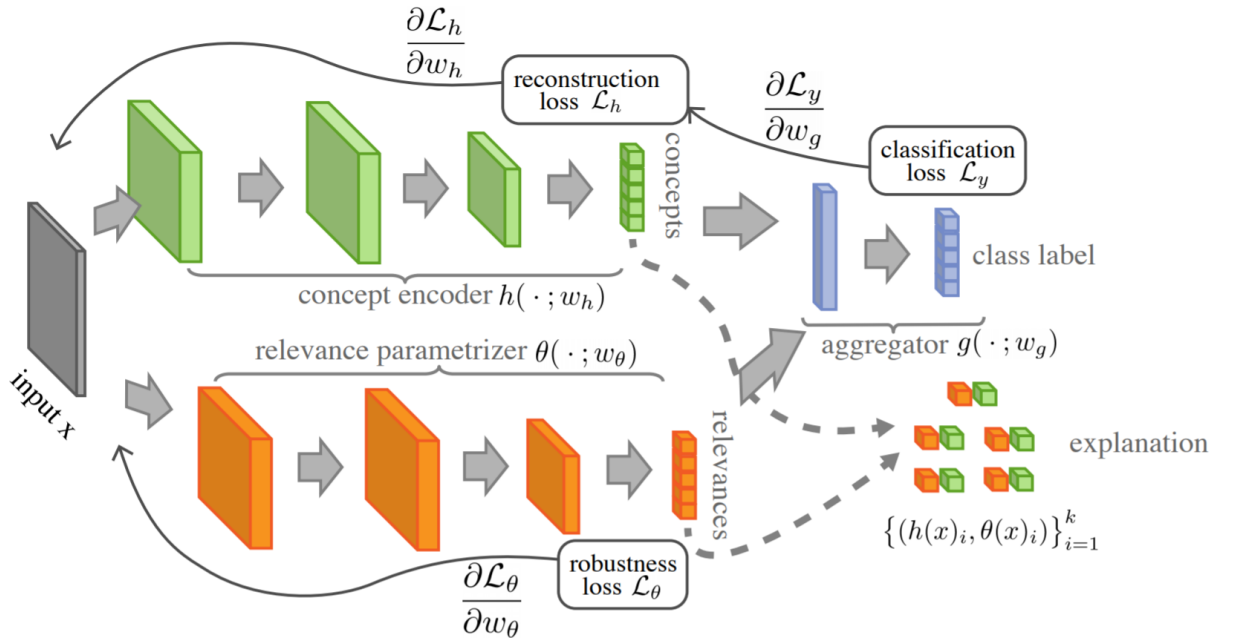 ∂ℒ_h / ∂w_h
reconstruction
loss ℒ_h
∂ℒ_y / ∂w_g
classification
loss ℒ_y
concepts
class label
concept encoder h( · ; w_h)
aggregator g( · ; w_g)
relevance parametrizer θ( · ; w_θ)
input x
relevances
explanation
{(h(x)_i, θ(x)_i)}_{i=1}^k
robustness
loss ℒ_θ
∂ℒ_θ / ∂w_θ